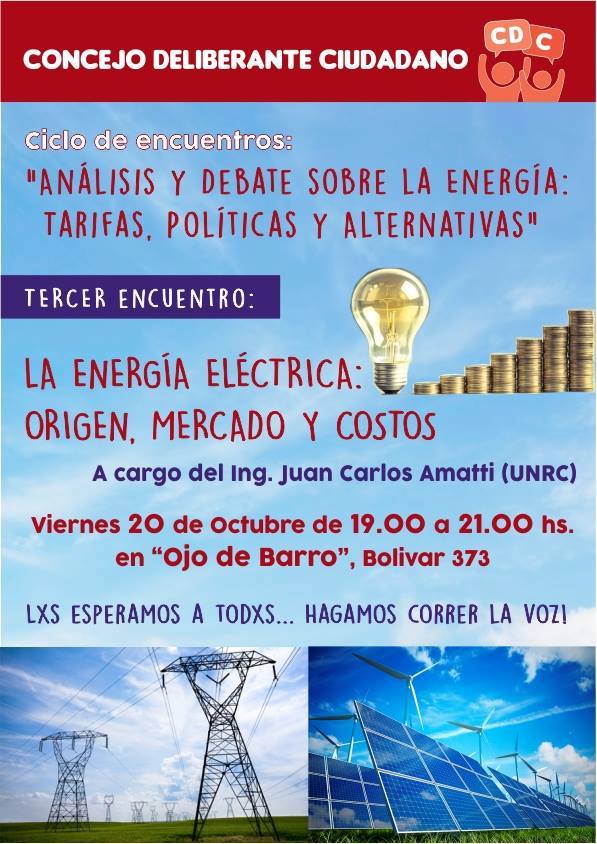 CONCEJO DELIBERANTE CIUDADANO
CD C
Ciclo de encuentros:
"ANÁLISIS Y DEBATE SOBRE LA ENERGÍA:
TARIFAS, POLÍTICAS Y ALTERNATIVAS"
TERCER ENCUENTRO:
LA ENERGÍA ELÉCTRICA:
ORIGEN, MERCADO Y COSTOS
A cargo del Ing. Juan Carlos Amatti (UNRC)
Viernes 20 de Octubre de 19.00 a 21.00 hs.
en “Ojo de Barro”, Bolivar 373
LXS ESPERAMOS A TODXS... HAGAMOS CORRER LA VOZ!